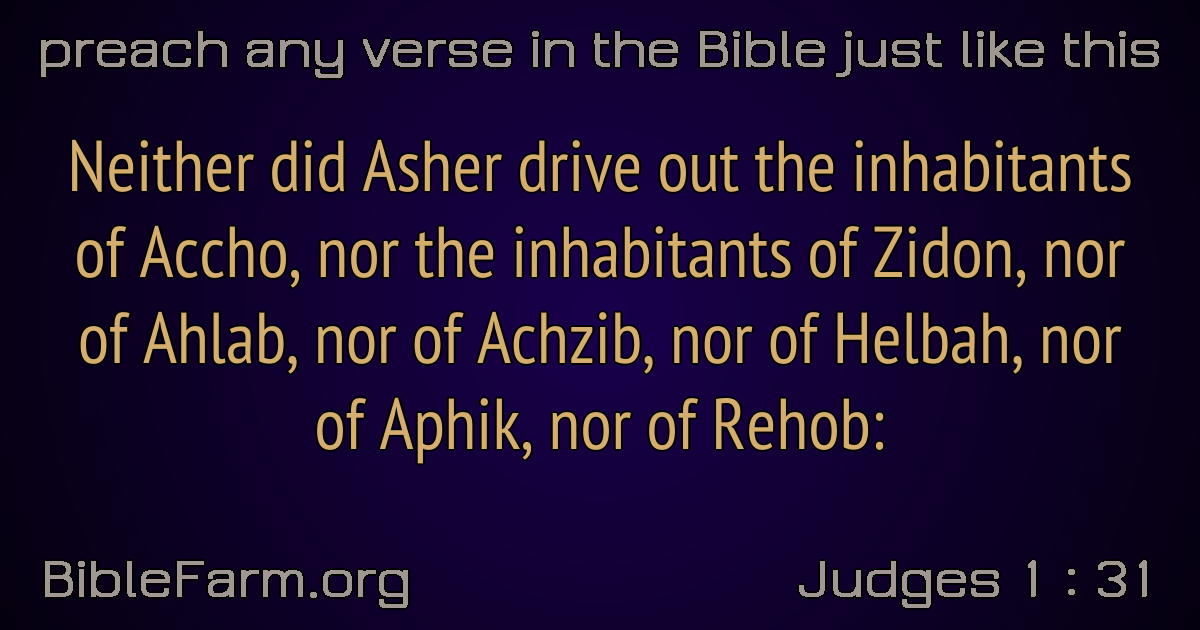 preach any verse in the Bible just like this
Neither did Asher drive out the inhabitants
of Accho, nor the inhabitants of Zidon, nor
of Ahlab, nor of Achzib, nor of Helbah, nor
of Aphik, nor of Rehob:
BibleFarm.org
Judges 1 : 31